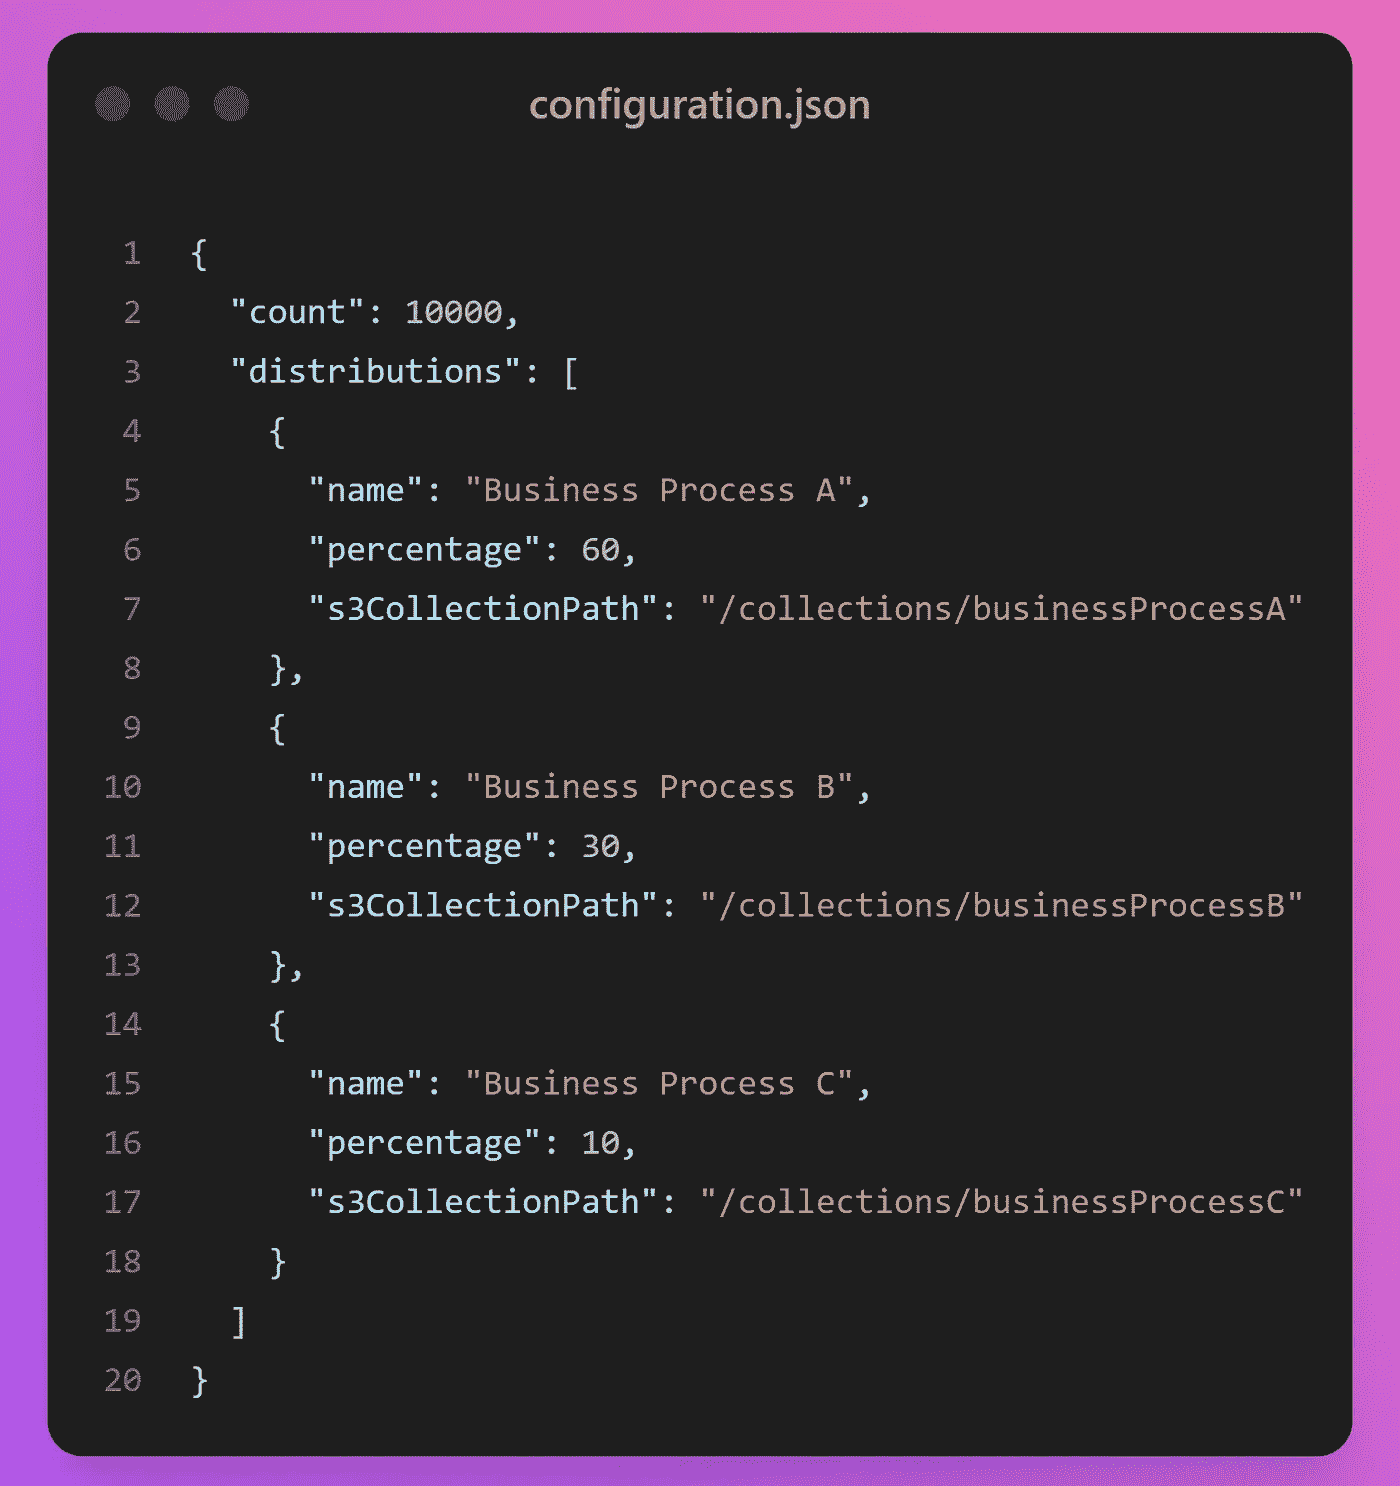 configuration.json
1 {
2   "count": 10000,
3   "distributions": [
4     {
5       "name": "Business Process A",
6       "percentage": 60,
7       "s3CollectionPath": "/collections/businessProcessA"
8     },
9     {
10       "name": "Business Process B",
11       "percentage": 30,
12       "s3CollectionPath": "/collections/businessProcessB"
13     },
14     {
15       "name": "Business Process C",
16       "percentage": 10,
17       "s3CollectionPath": "/collections/businessProcessC"
18     }
19   ]
20 }